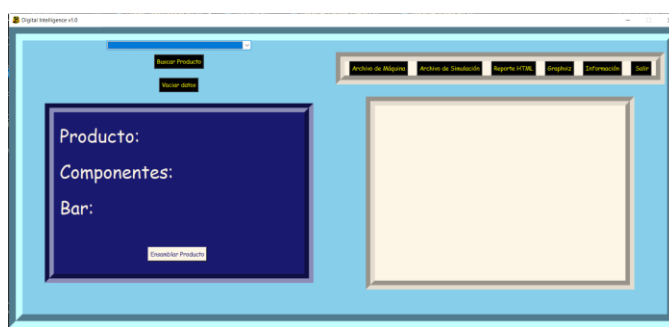 Digital Intelligence v1.0
Buscar Producto
Vaciar datos
Archivo de Máquina Archivo de Simulación Reporte HTML Graphviz Información Salir
Producto:
Componentes:
Bar:
Ensamblar Producto